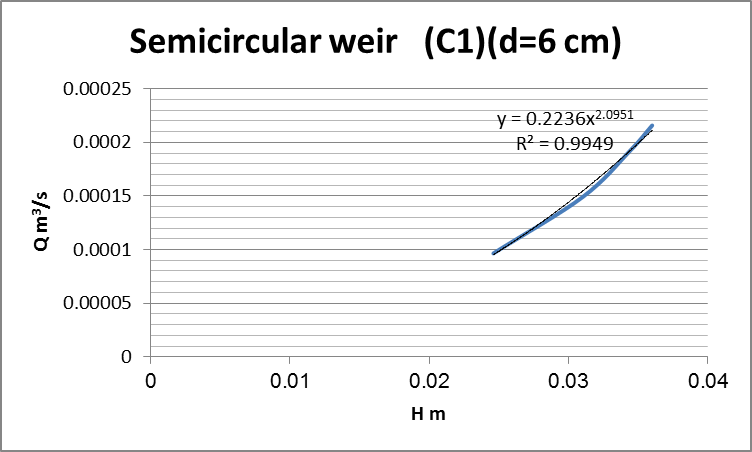 Semicircular weir (C1)(d=6 cm)
0.00025
0.0002
0.00015
0.0001
0.00005
0
Q m³/s
y = 0.2236x^2.0951
R² = 0.9949
0 0.01 0.02 0.03 0.04
H m